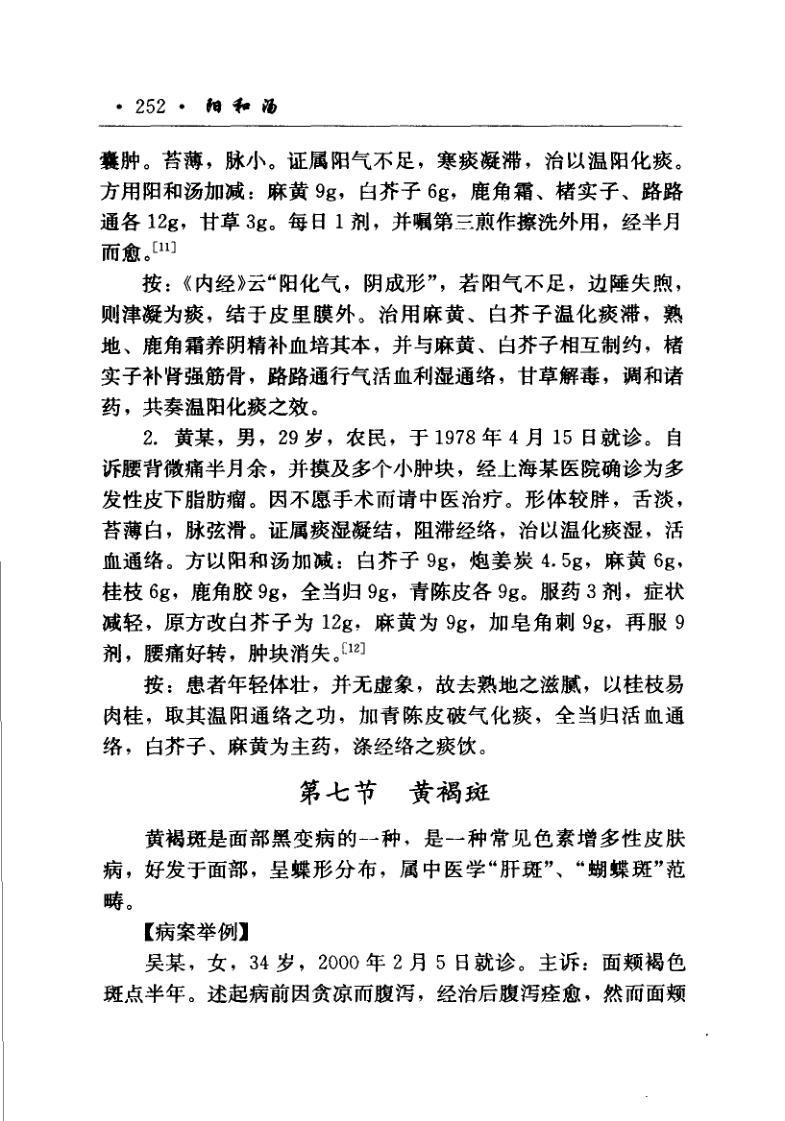 · 252 · 阳和汤
囊肿。苔薄，脉小。证属阳气不足，寒痰凝滞，治以温阳化痰。
方用阳和汤加减：麻黄 9g，白芥子 6g，鹿角霜、楮实子、路路
通各 12g，甘草 3g。每日 1 剂，并嘱第三煎作擦洗外用，经半月
而愈。[11]
按：《内经》云“阳化气，阴成形”，若阳气不足，边陲失煦，
则津凝为痰，结于皮里膜外。治用麻黄、白芥子温化痰滞，熟
地、鹿角霜养阴精补血培其本，并与麻黄、白芥子相互制约，楮
实子补肾强筋骨，路路通行气活血利湿通络，甘草解毒，调和诸
药，共奏温阳化痰之效。
2. 黄某，男，29 岁，农民，于 1978 年 4 月 15 日就诊。自
诉腰背微痛半月余，并摸及多个小肿块，经上海某医院确诊为多
发性皮下脂肪瘤。因不愿手术而请中医治疗。形体较胖，舌淡，
苔薄白，脉弦滑。证属痰湿凝结，阻滞经络，治以温化痰湿，活
血通络。方以阳和汤加减：白芥子 9g，炮姜炭 4.5g，麻黄 6g，
桂枝 6g，鹿角胶 9g，全当归 9g，青陈皮各 9g。服药 3 剂，症状
减轻，原方改白芥子为 12g，麻黄为 9g，加皂角刺 9g，再服 9
剂，腰痛好转，肿块消失。[12]
按：患者年轻体壮，并无虚象，故去熟地之滋腻，以桂枝易
肉桂，取其温阳通络之功，加青陈皮破气化痰，全当归活血通
络，白芥子、麻黄为主药，涤经络之痰饮。
第七节 黄褐斑
黄褐斑是面部黑变病的一种，是一种常见色素增多性皮肤
病，好发于面部，呈蝶形分布，属中医学“肝斑”、“蝴蝶斑”范
畴。
【病案举例】
吴某，女，34 岁，2000 年 2 月 5 日就诊。主诉：面颊褐色
斑点半年。述起病前因贪凉而腹泻，经治后腹泻痊愈，然而面颊